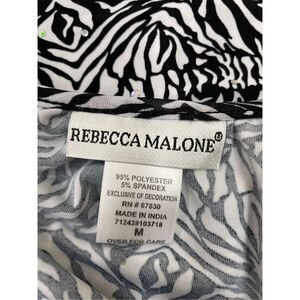 REBECCA MALONE®
95% POLYESTER
5% SPANDEX
EXCLUSIVE OF DECORATION
RN # 67830
MADE IN INDIA
712439103718
M
OVER FOR CARE